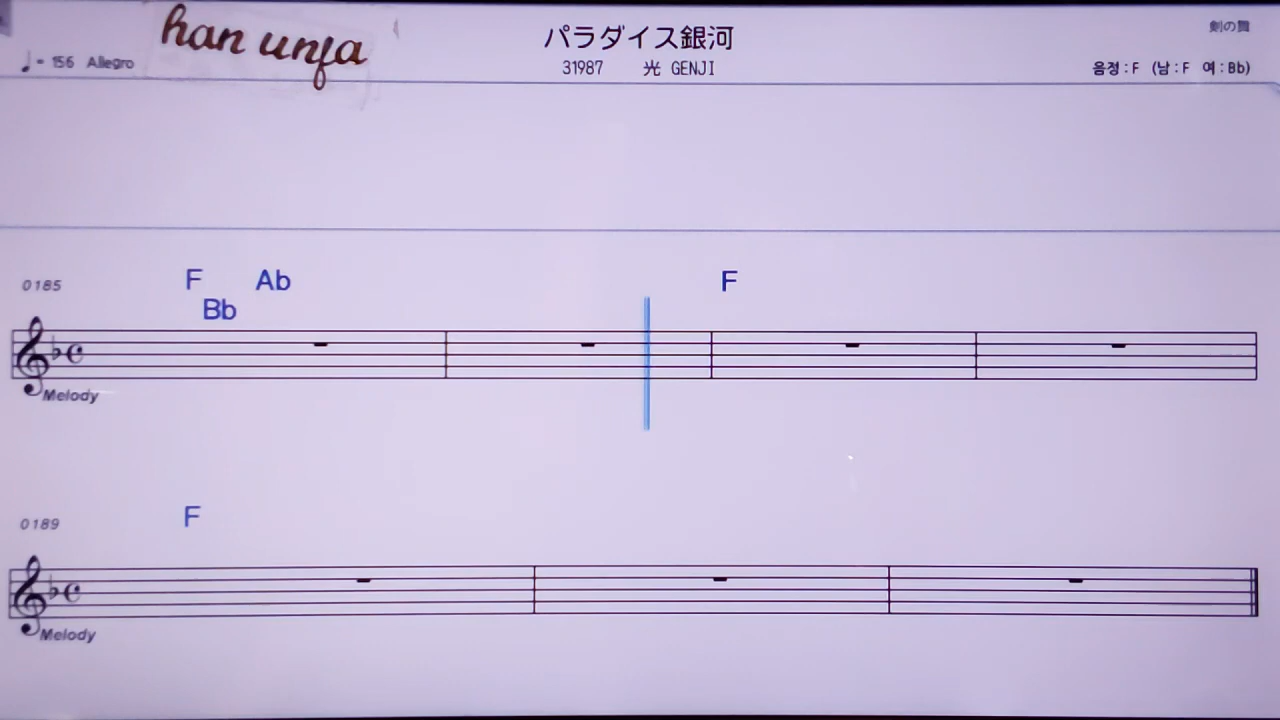 han unfa
パラダイス銀河
剣の舞
♩= 156 Allegro
31987 光 GENJI
음정:F (남:F 여:Bb)
0185
F Ab F
Bb
Melody
0189
F
Melody